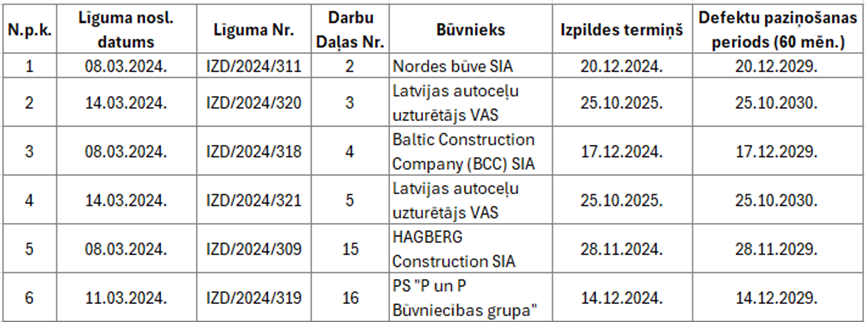 N.p.k. Līguma nosl. datums Līguma Nr. Darbu Daļas Nr. Būvnieks Izpildes termiņš Defektu paziņošanas periods (60 mēn.)
1 08.03.2024. IZD/2024/311 2 Nordes būve SIA 20.12.2024. 20.12.2029.
2 14.03.2024. IZD/2024/320 3 Latvijas autoceļu uzturētājs VAS 25.10.2025. 25.10.2030.
3 08.03.2024. IZD/2024/318 4 Baltic Construction Company (BCC) SIA 17.12.2024. 17.12.2029.
4 14.03.2024. IZD/2024/321 5 Latvijas autoceļu uzturētājs VAS 25.10.2025. 25.10.2030.
5 08.03.2024. IZD/2024/309 15 HAGBERG Construction SIA 28.11.2024. 28.11.2029.
6 11.03.2024. IZD/2024/319 16 PS "P un P Būvniecības grupa" 14.12.2024. 14.12.2029.